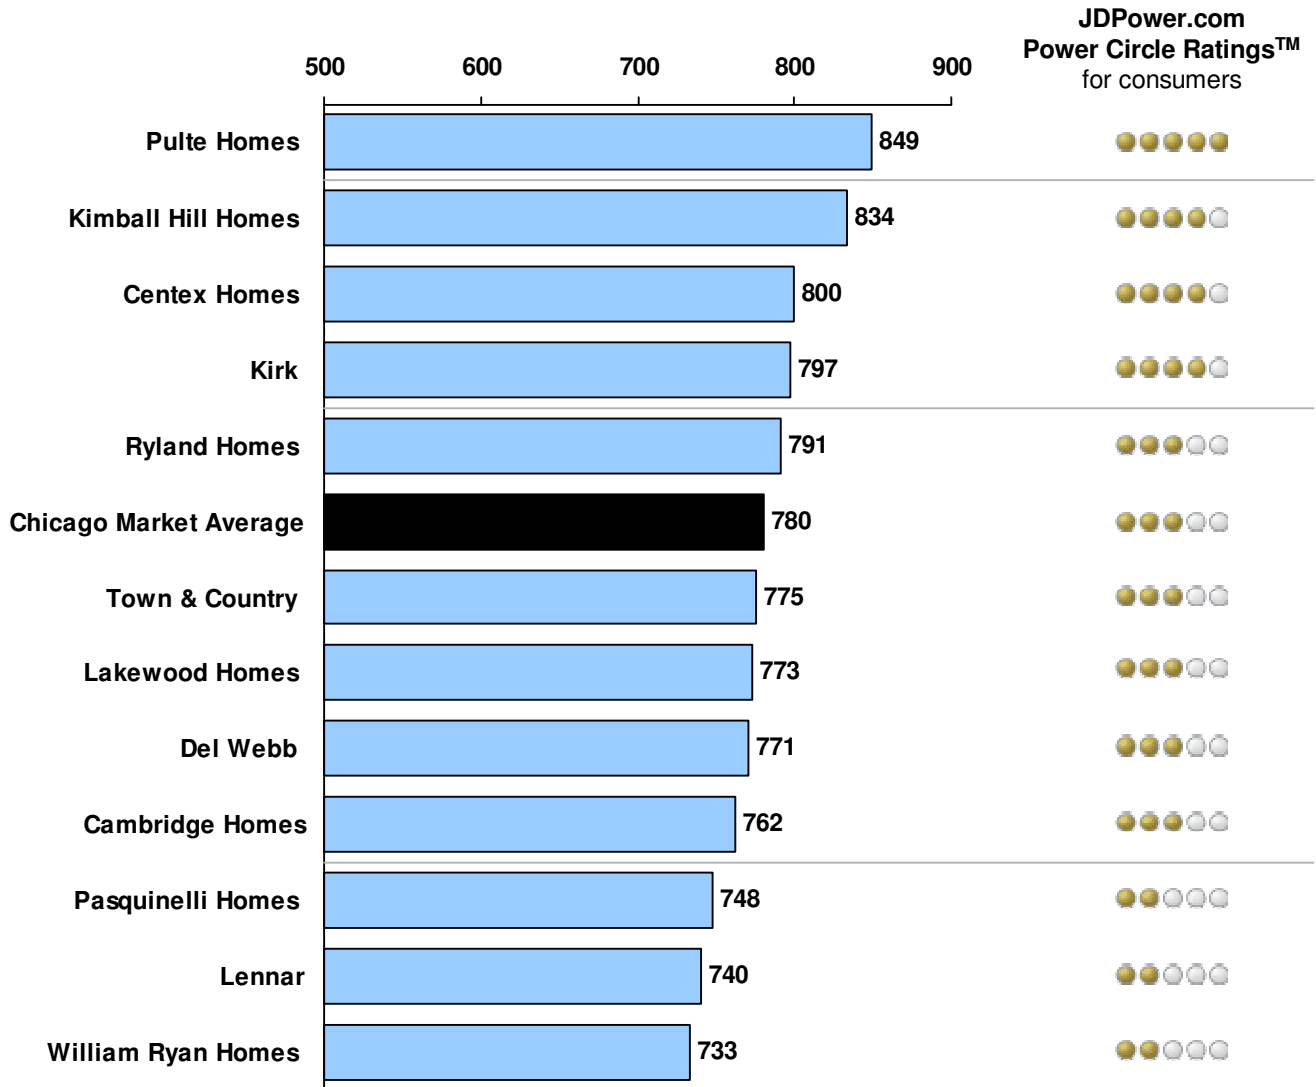 JDPower.com
Power Circle Ratings™
for consumers
500 600 700 800 900
Pulte Homes 849
Kimball Hill Homes 834
Centex Homes 800
Kirk 797
Ryland Homes 791
Chicago Market Average 780
Town & Country 775
Lakewood Homes 773
Del Webb 771
Cambridge Homes 762
Pasquinelli Homes 748
Lennar 740
William Ryan Homes 733